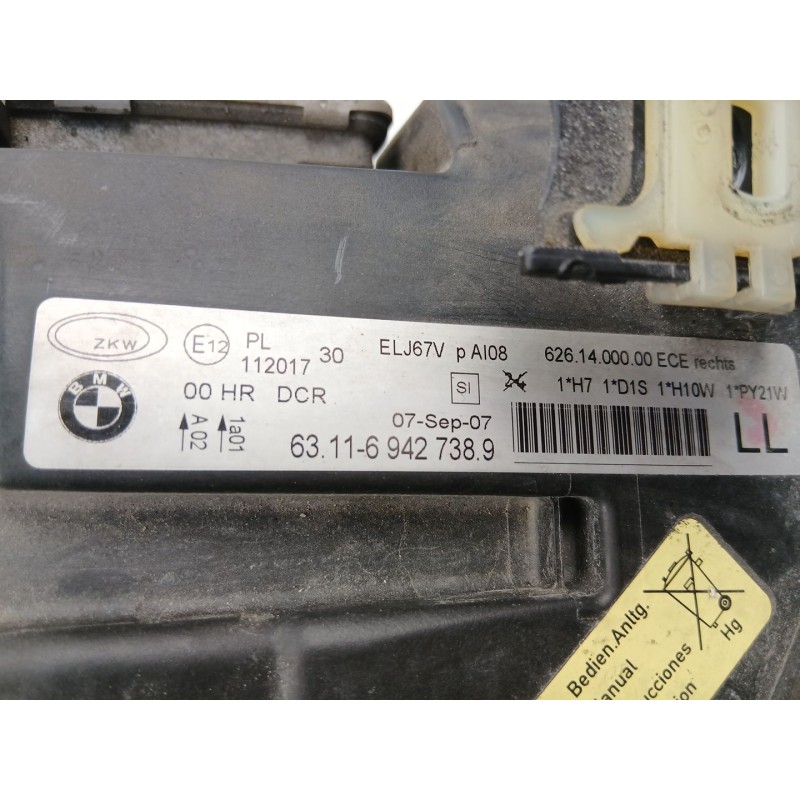 ZKW
E12
PL
112017 30
ELJ67V p AI08
626.14.000.00 ECE rechts
BMW
00 HR DCR
SI
1*H7 1*D1S 1*H10W 1*PY21W
A 02
1a01
07-Sep-07
63.11-6 942 738.9
LL
Bedien.Anltg.
Hg